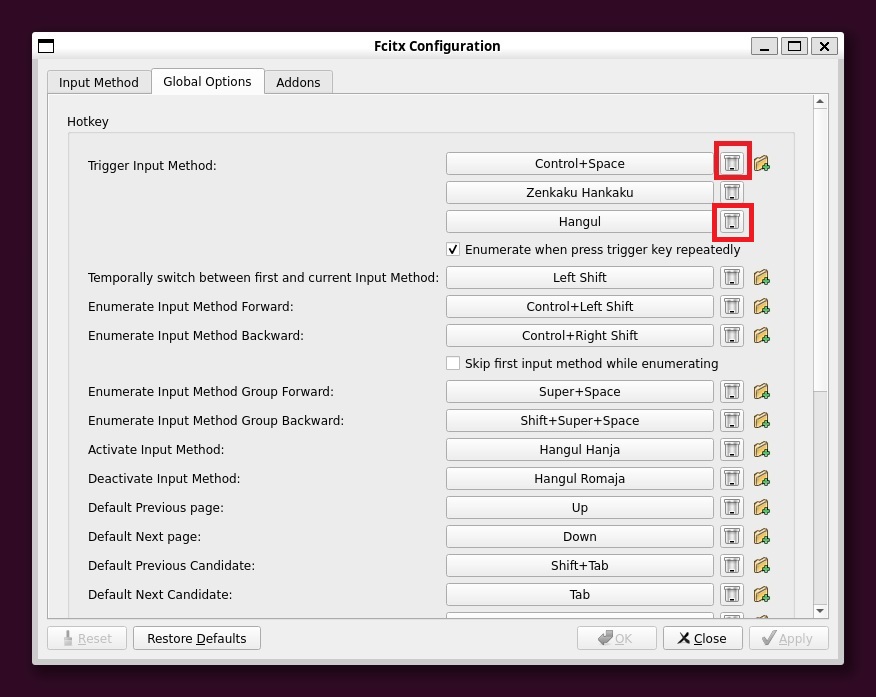 Fcitx Configuration
Input Method Global Options Addons
Hotkey
Trigger Input Method: Control+Space
Zenkaku Hankaku
Hangul
Enumerate when press trigger key repeatedly
Temporally switch between first and current Input Method: Left Shift
Enumerate Input Method Forward: Control+Left Shift
Enumerate Input Method Backward: Control+Right Shift
Skip first input method while enumerating
Enumerate Input Method Group Forward: Super+Space
Enumerate Input Method Group Backward: Shift+Super+Space
Activate Input Method: Hangul Hanja
Deactivate Input Method: Hangul Romaja
Default Previous page: Up
Default Next page: Down
Default Previous Candidate: Shift+Tab
Default Next Candidate: Tab
Reset Restore Defaults OK Close Apply